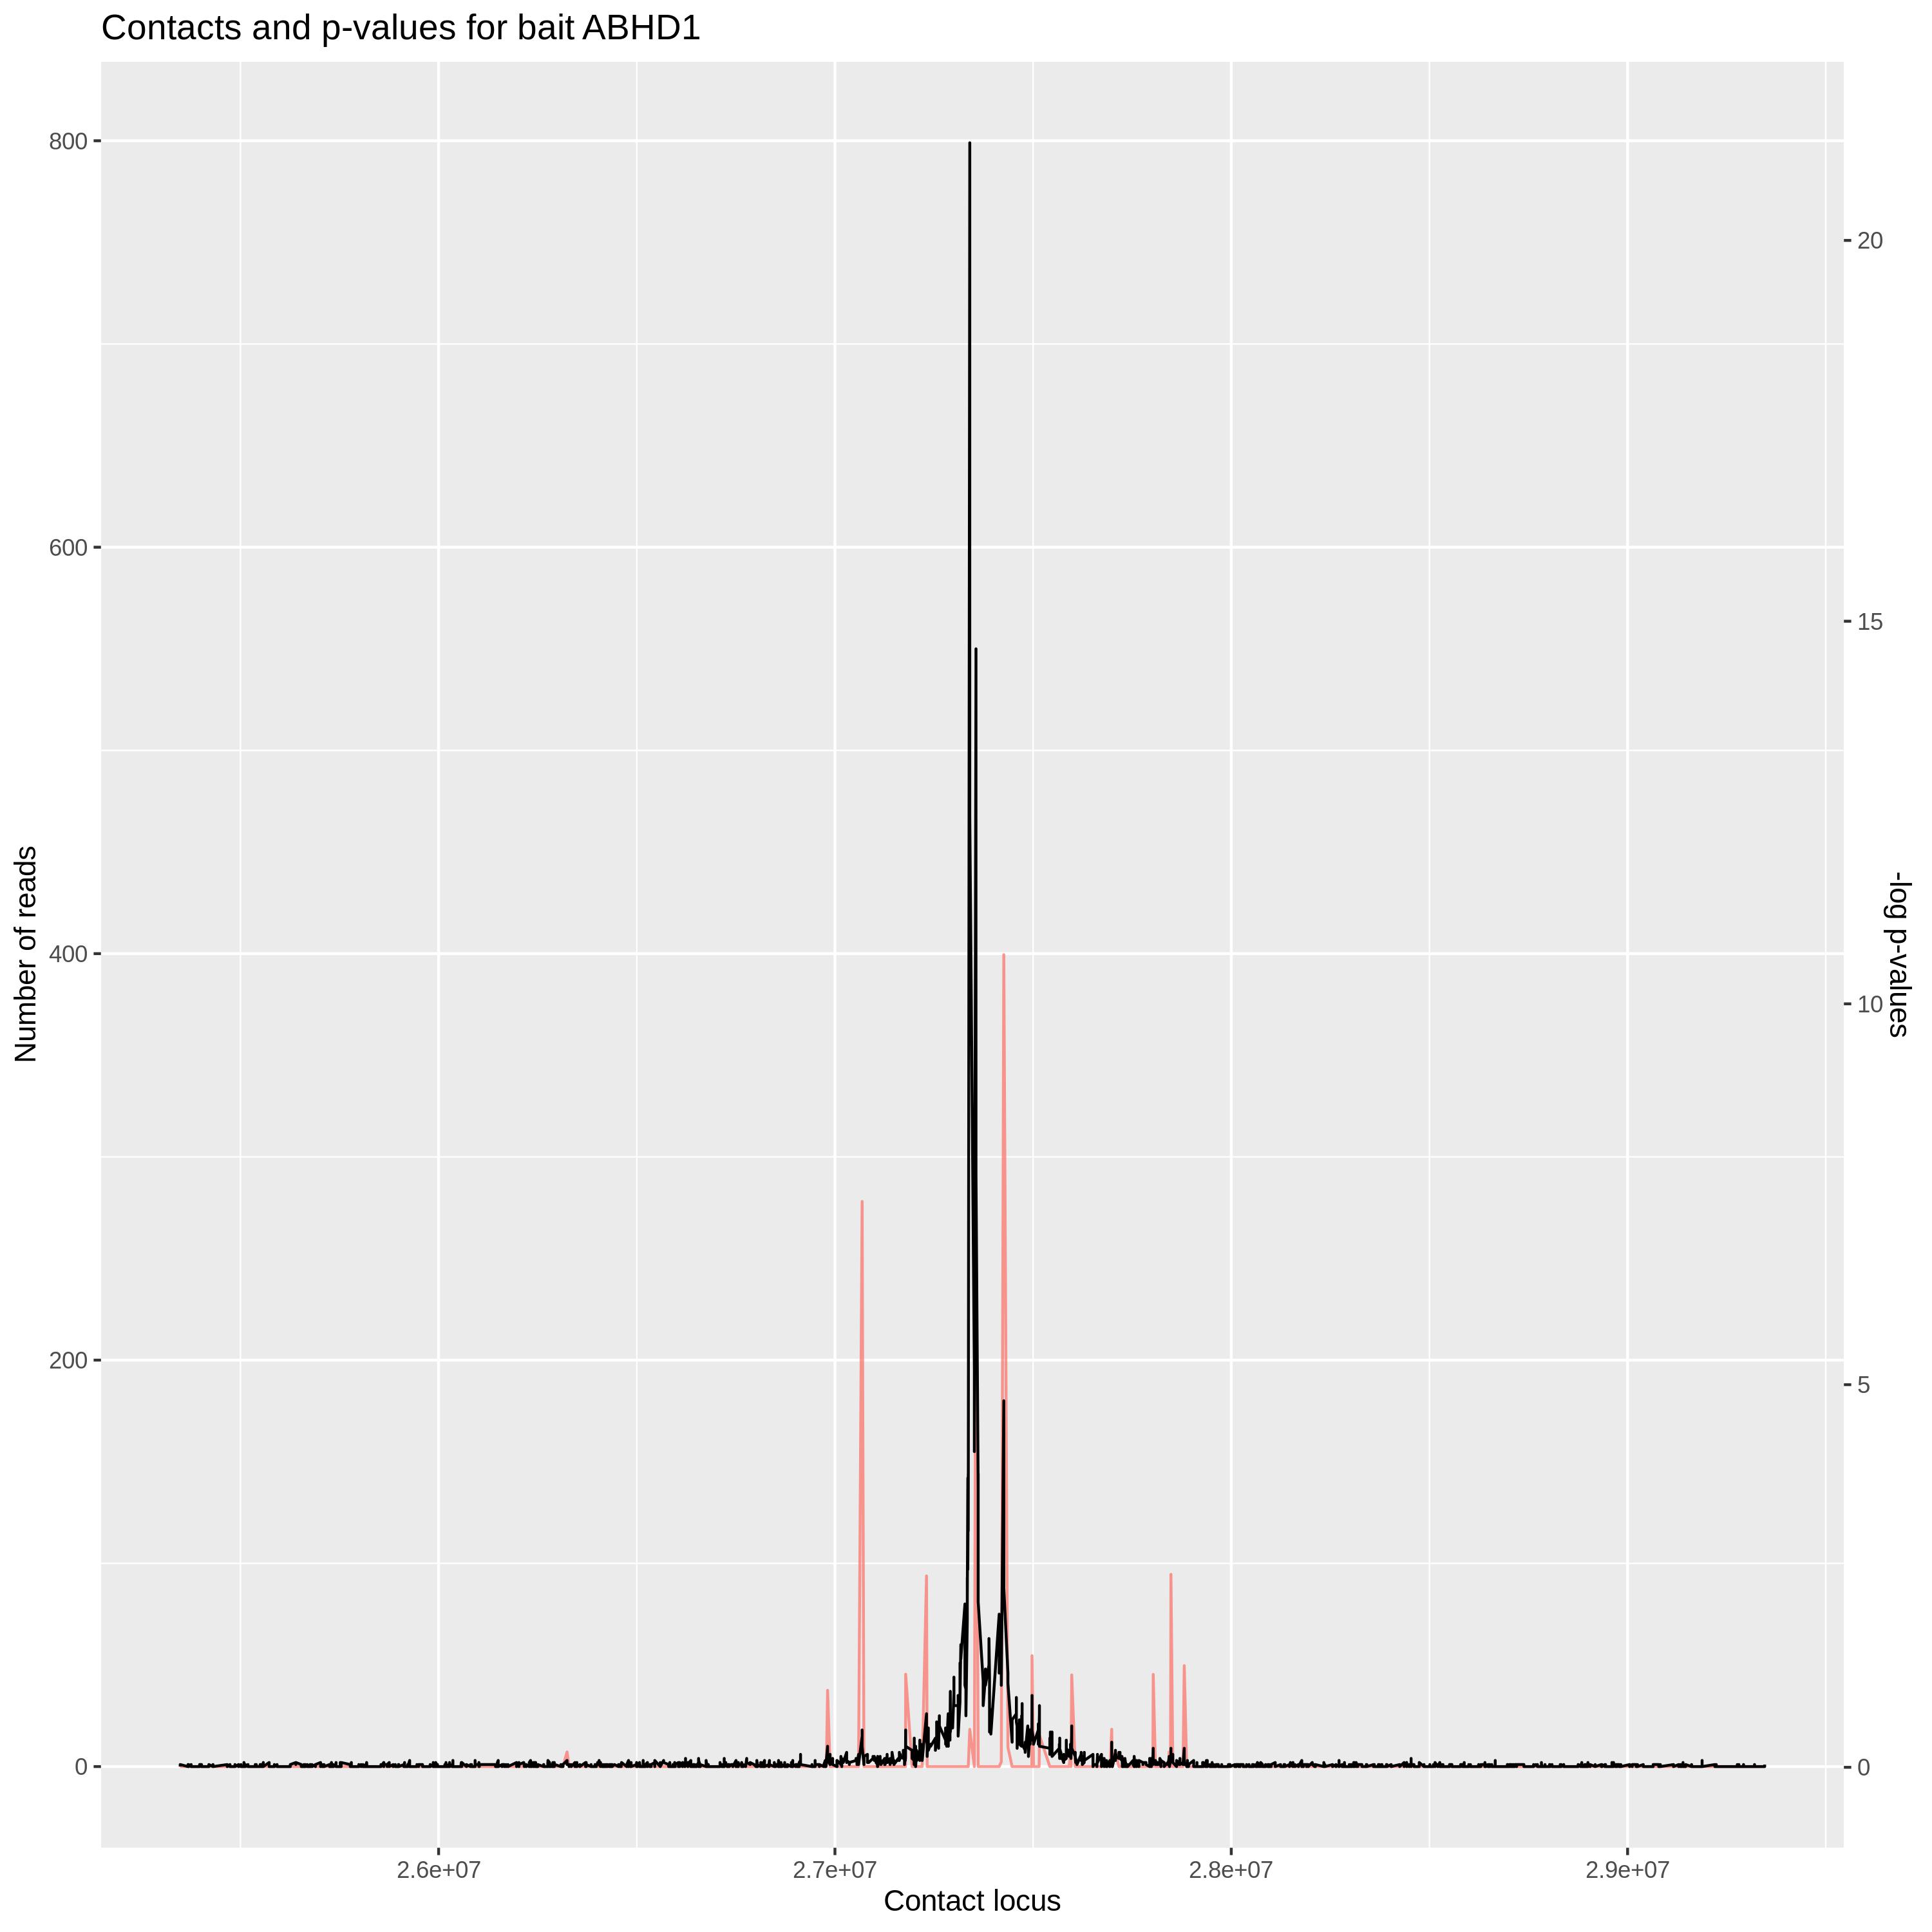 Contacts and p-values for bait ABHD1
800
600
400
200
0
Number of reads
20
15
10
5
0
-log p-values
2.6e+07
2.7e+07
2.8e+07
2.9e+07
Contact locus